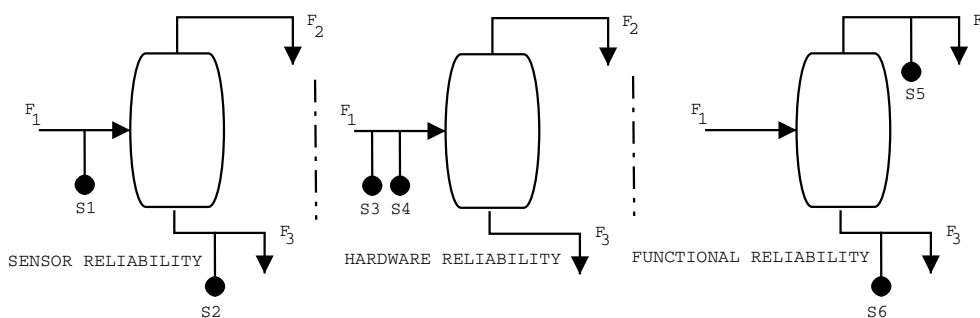 F2
F2
F
S5
F1
F1
F1
S1
S3 S4
F3
F3
F3
SENSOR RELIABILITY
HARDWARE RELIABILITY
FUNCTIONAL RELIABILITY
S2
S6